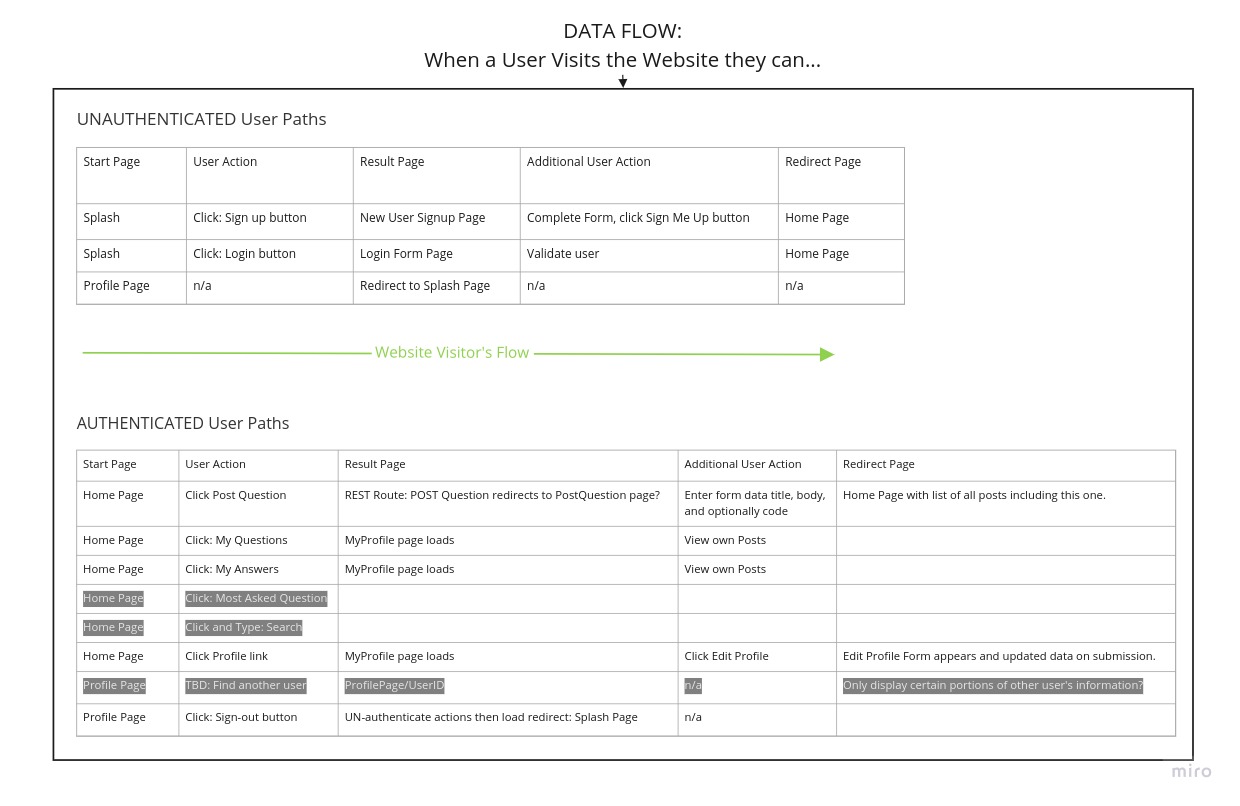 DATA FLOW:
When a User Visits the Website they can...
UNAUTHENTICATED User Paths
Start Page User Action Result Page Additional User Action Redirect Page
Splash Click: Sign up button New User Signup Page Complete Form, click Sign Me Up button Home Page
Splash Click: Login button Login Form Page Validate user Home Page
Profile Page n/a Redirect to Splash Page n/a n/a
Website Visitor's Flow
AUTHENTICATED User Paths
Start Page User Action Result Page Additional User Action Redirect Page
Home Page Click Post Question REST Route: POST Question redirects to PostQuestion page? Enter form data title, body, Home Page with list of all posts including this one.
and optionally code
Home Page Click: My Questions MyProfile page loads View own Posts
Home Page Click: My Answers MyProfile page loads View own Posts
Home Page Click: Most Asked Question
Home Page Click and Type: Search
Home Page Click Profile link MyProfile page loads Click Edit Profile Edit Profile Form appears and updated data on submission.
Profile Page TBD: Find another user ProfilePage/UserID n/a Only display certain portions of other user's information?
Profile Page Click: Sign-out button UN-authenticate actions then load redirect: Splash Page n/a
miro